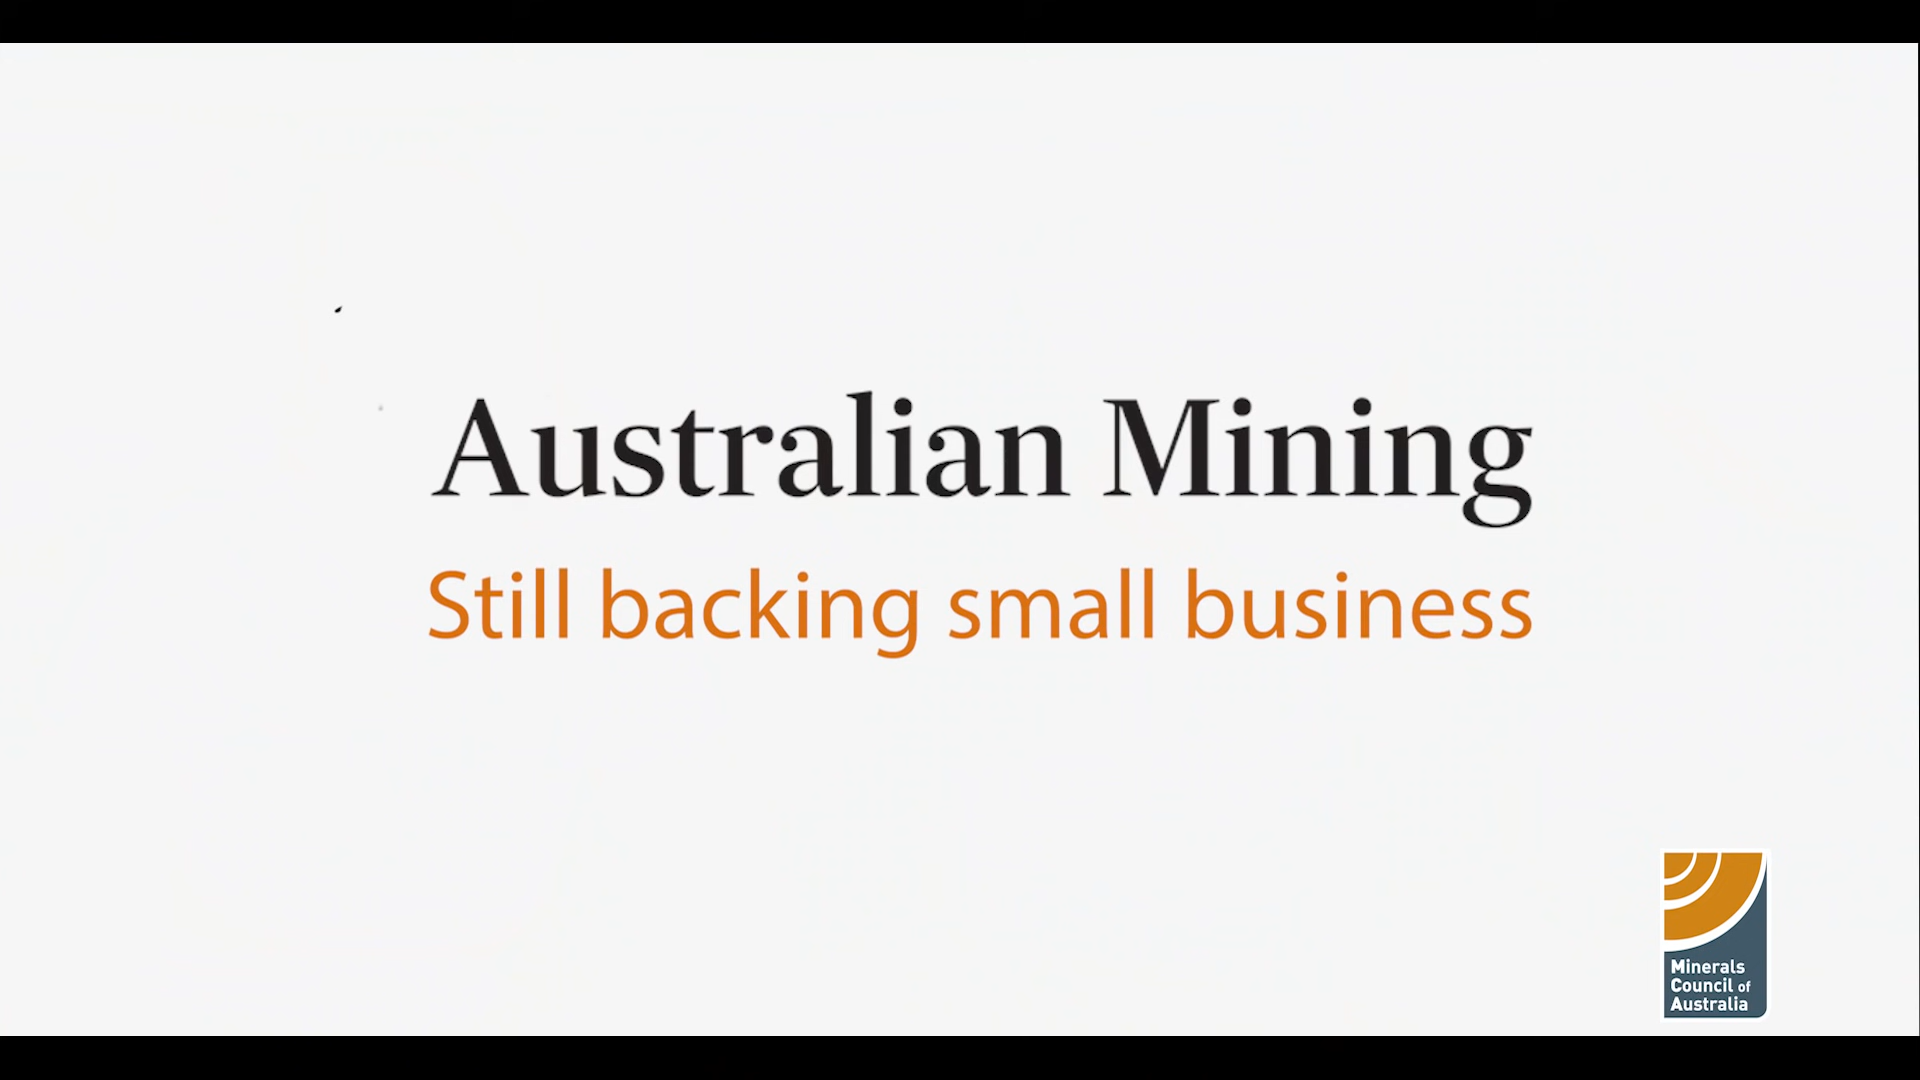 Australian Mining
Still backing small business
Minerals
Council of
Australia